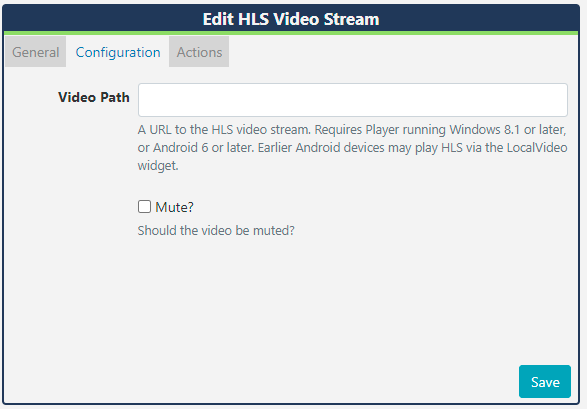 Edit HLS Video Stream
General Configuration Actions
Video Path
A URL to the HLS video stream. Requires Player running Windows 8.1 or later,
or Android 6 or later. Earlier Android devices may play HLS via the LocalVideo
widget.
Mute?
Should the video be muted?
Save